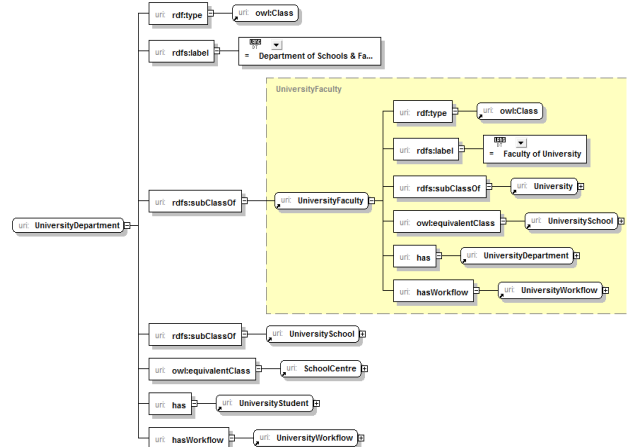 uri: rdf:type uri: owl:Class
uri: rdfs:label = Department of Schools & Fa...
UniversityFaculty
uri: rdf:type uri: owl:Class
uri: rdfs:label = Faculty of University
uri: rdfs:subClassOf uri: UniversityFaculty
uri: rdfs:subClassOf uri: University
uri: UniversityDepartment
uri: owl:equivalentClass uri: UniversitySchool
uri: has uri: UniversityDepartment
uri: hasWorkflow uri: UniversityWorkflow
uri: rdfs:subClassOf uri: UniversitySchool
uri: owl:equivalentClass uri: SchoolCentre
uri: has uri: UniversityStudent
uri: hasWorkflow uri: UniversityWorkflow